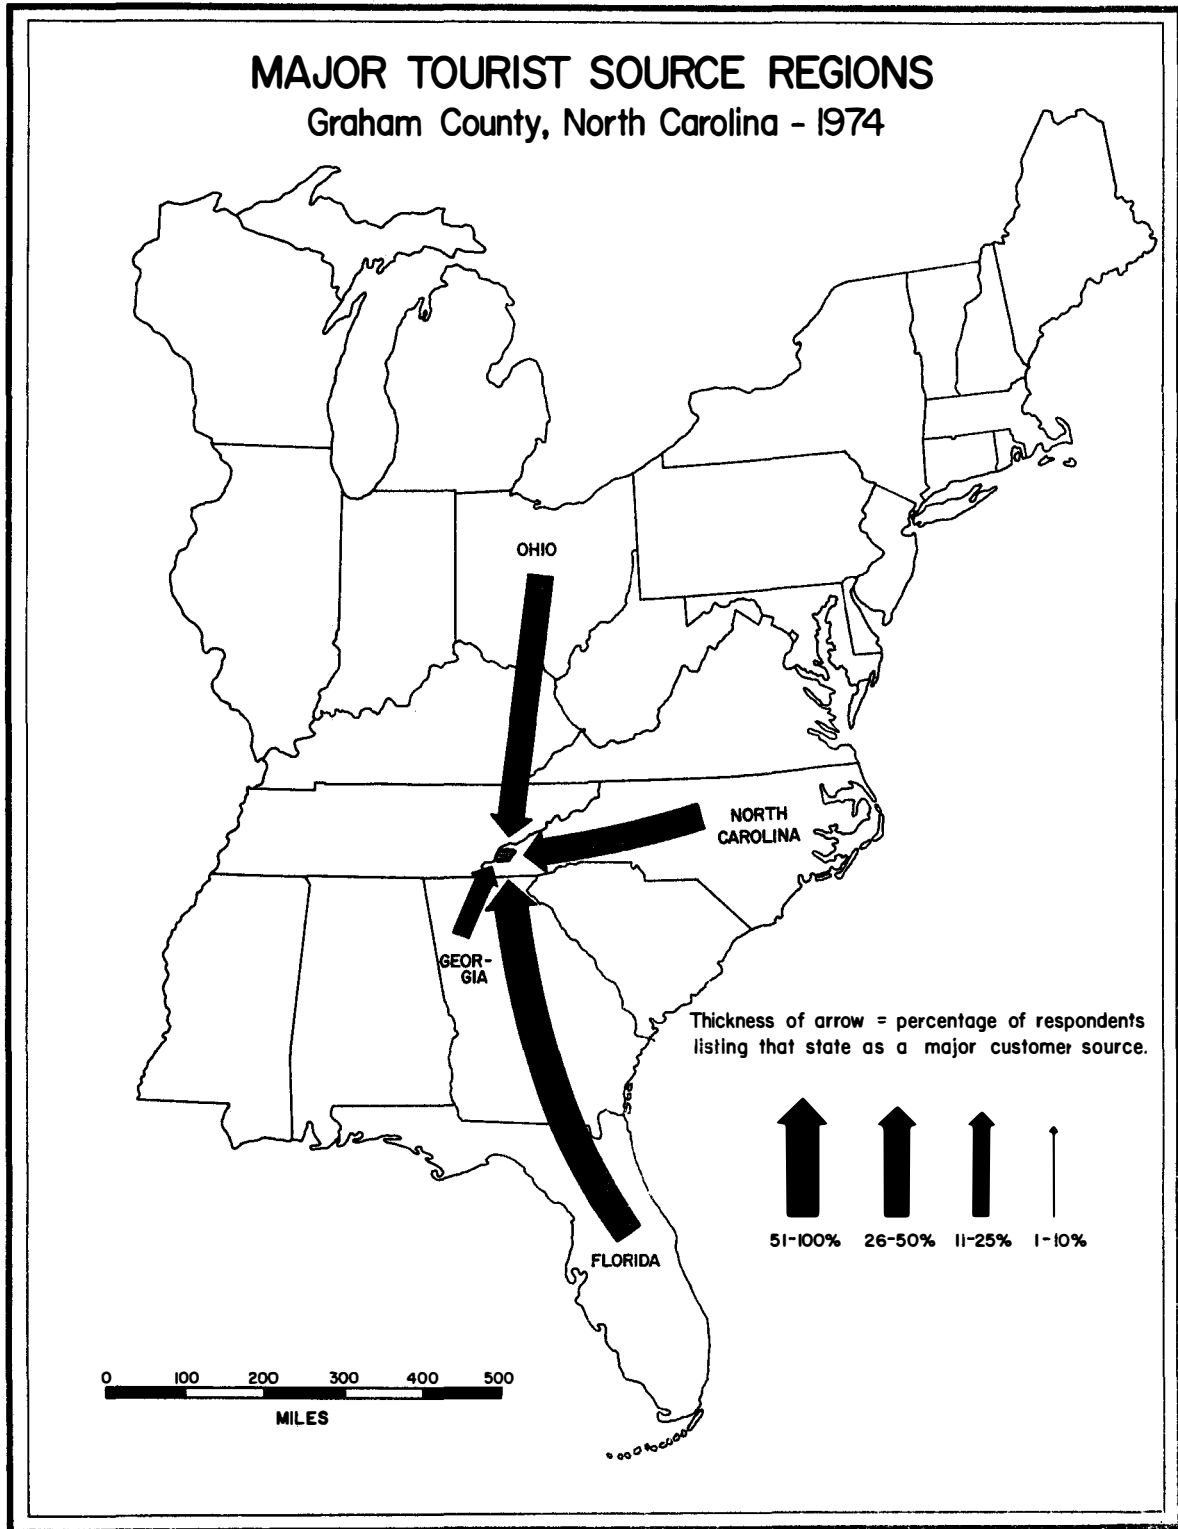 MAJOR TOURIST SOURCE REGIONS
Graham County, North Carolina - 1974
OHIO
NORTH
CAROLINA
GEOR-
GIA
Thickness of arrow = percentage of respondents
listing that state as a major customer source.
51-100% 26-50% 11-25% 1-10%
FLORIDA
0 100 200 300 400 500
MILES